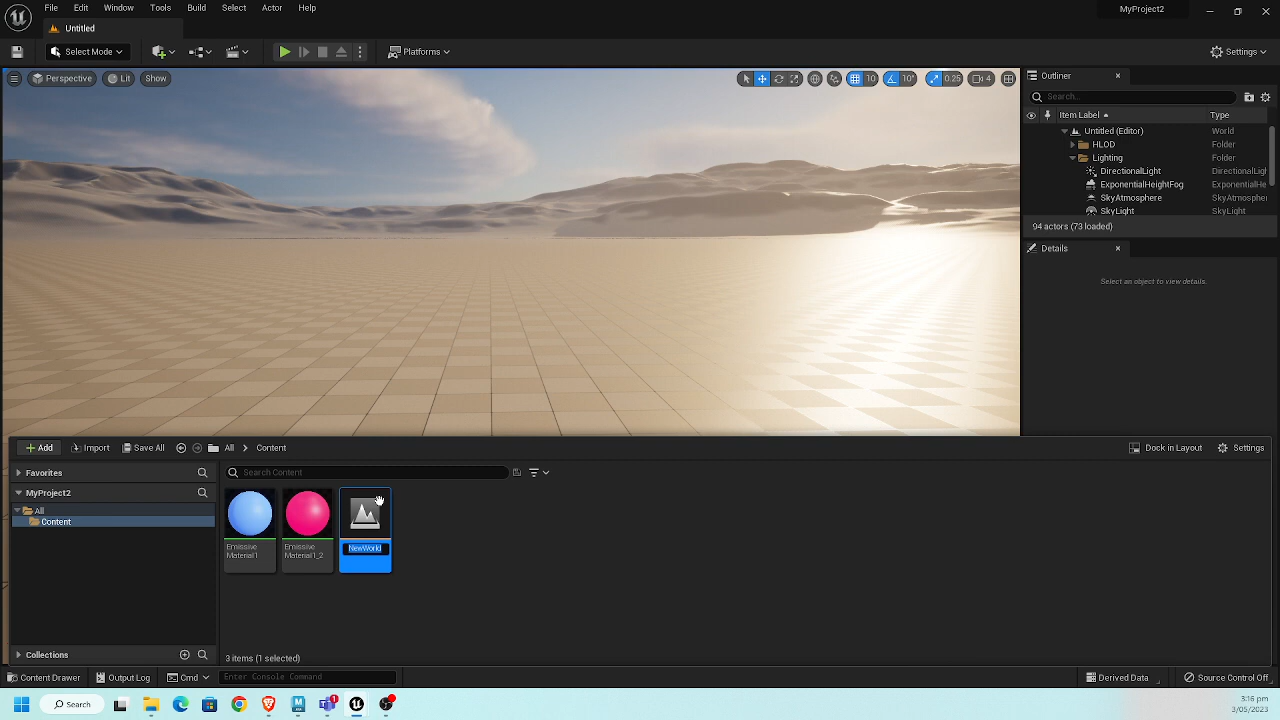 File Edit Window Tools Build Select Actor Help
MyProject2
Untitled
Select Mode
Platforms
Settings
Perspective Lit Show
10 10° 0.25 4
Outliner
Search...
Item Label Type
Untitled (Editor) World
HLOD Folder
Lighting Folder
DirectionalLight DirectionalLigh
ExponentialHeightFog ExponentialHe
SkyAtmosphere SkyAtmospher
SkyLight SkyLight
94 actors (73 loaded)
Details
Select an object to view details.
Add Import Save All All Content
Dock in Layout Settings
Favorites
Search Content
MyProject2
All
Content
Emissive
Material1
Emissive
Material1_2
NewWorld
Collections
3 items (1 selected)
Content Drawer Output Log Cmd Enter Console Command
Derived Data Source Control Off
Search
1
3:16 pm
3/05/2023